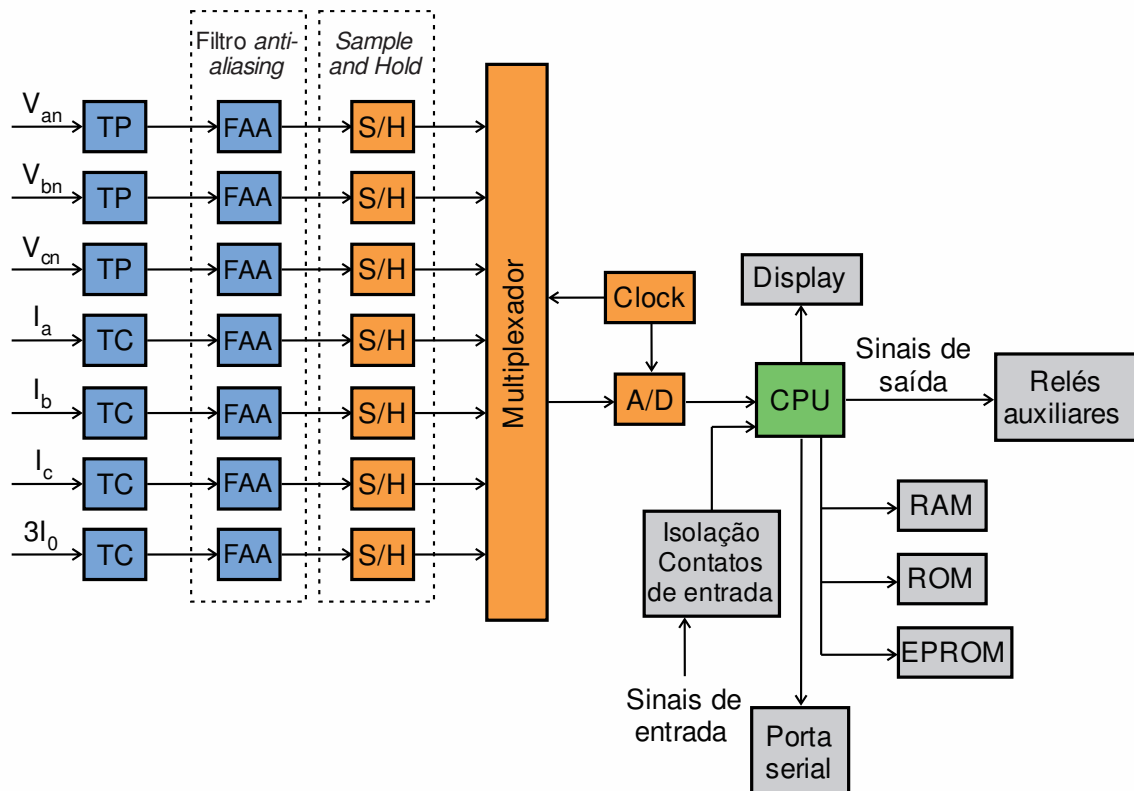 Filtro anti-
aliasing
Sample
and Hold
Van
TP
FAA
S/H
Vbn
TP
FAA
S/H
Vcn
TP
FAA
S/H
Ia
TC
FAA
S/H
Ib
TC
FAA
S/H
Ic
TC
FAA
S/H
3I0
TC
FAA
S/H
Multiplexador
Clock
A/D
Display
CPU
Sinais de
saída
Relés
auxiliares
Isolação
Contatos
de entrada
Sinais de
entrada
RAM
ROM
EPROM
Porta
serial